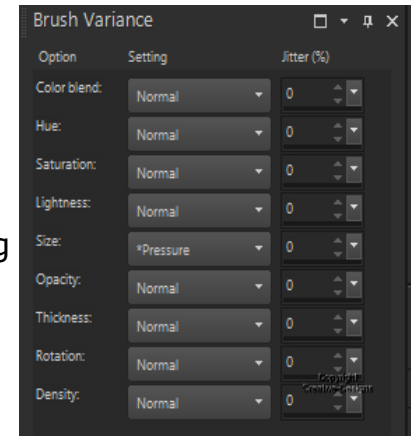 Brush Variance
Option Setting Jitter (%)
Color blend: Normal 0
Hue: Normal 0
Saturation: Normal 0
Lightness: Normal 0
g
Size: *Pressure 0
Opacity: Normal 0
Thickness: Normal 0
Rotation: Normal 0
Copyright
Density: Normal 0